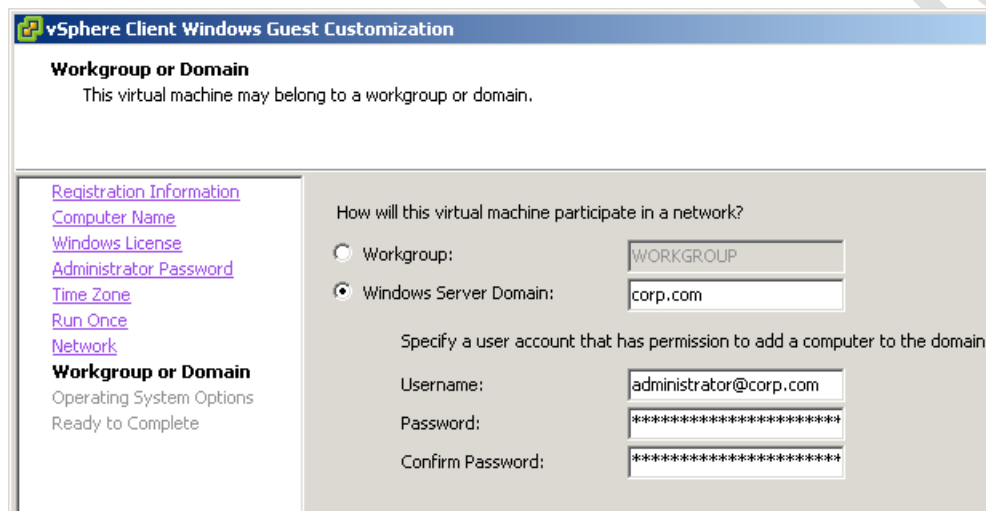 vSphere Client Windows Guest Customization
Workgroup or Domain
This virtual machine may belong to a workgroup or domain.
Registration Information
Computer Name
Windows License
Administrator Password
Time Zone
Run Once
Network
Workgroup or Domain
Operating System Options
Ready to Complete
How will this virtual machine participate in a network?
Workgroup: WORKGROUP
Windows Server Domain: corp.com
Specify a user account that has permission to add a computer to the domain
Username: administrator@corp.com
Password: **********************
Confirm Password: **********************